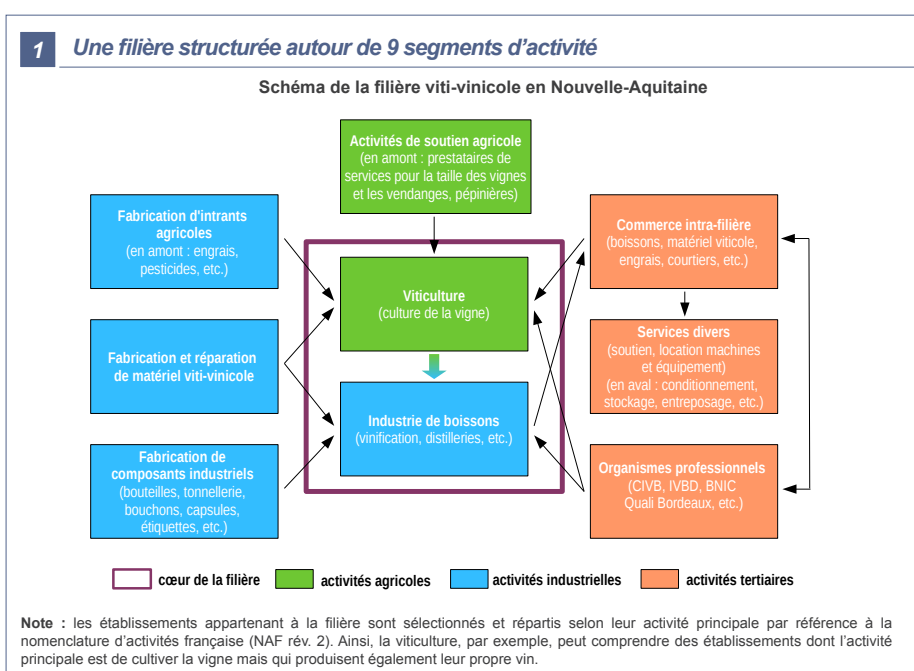 1 Une filière structurée autour de 9 segments d'activité
Schéma de la filière viti-vinicole en Nouvelle-Aquitaine
Activités de soutien agricole
(en amont : prestataires de
services pour la taille des vignes
et les vendanges, pépinières)
Fabrication d'intrants
agricoles
(en amont : engrais,
pesticides, etc.)
Commerce intra-filière
(boissons, matériel viticole,
engrais, courtiers, etc.)
Viticulture
(culture de la vigne)
Fabrication et réparation
de matériel viti-vinicole
Services divers
(soutien, location machines
et équipement)
(en aval : conditionnement,
stockage, entreposage, etc.)
Industrie de boissons
(vinification, distilleries, etc.)
Fabrication de
composants industriels
(bouteilles, tonnellerie,
bouchons, capsules,
étiquettes, etc.)
Organismes professionnels
(CIVB, IVBD, BNIC
Quali Bordeaux, etc.)
cœur de la filière
activités agricoles
activités industrielles
activités tertiaires
Note : les établissements appartenant à la filière sont sélectionnés et répartis selon leur activité principale par référence à la
nomenclature d'activités française (NAF rév. 2). Ainsi, la viticulture, par exemple, peut comprendre des établissements dont l'activité
principale est de cultiver la vigne mais qui produisent également leur propre vin.